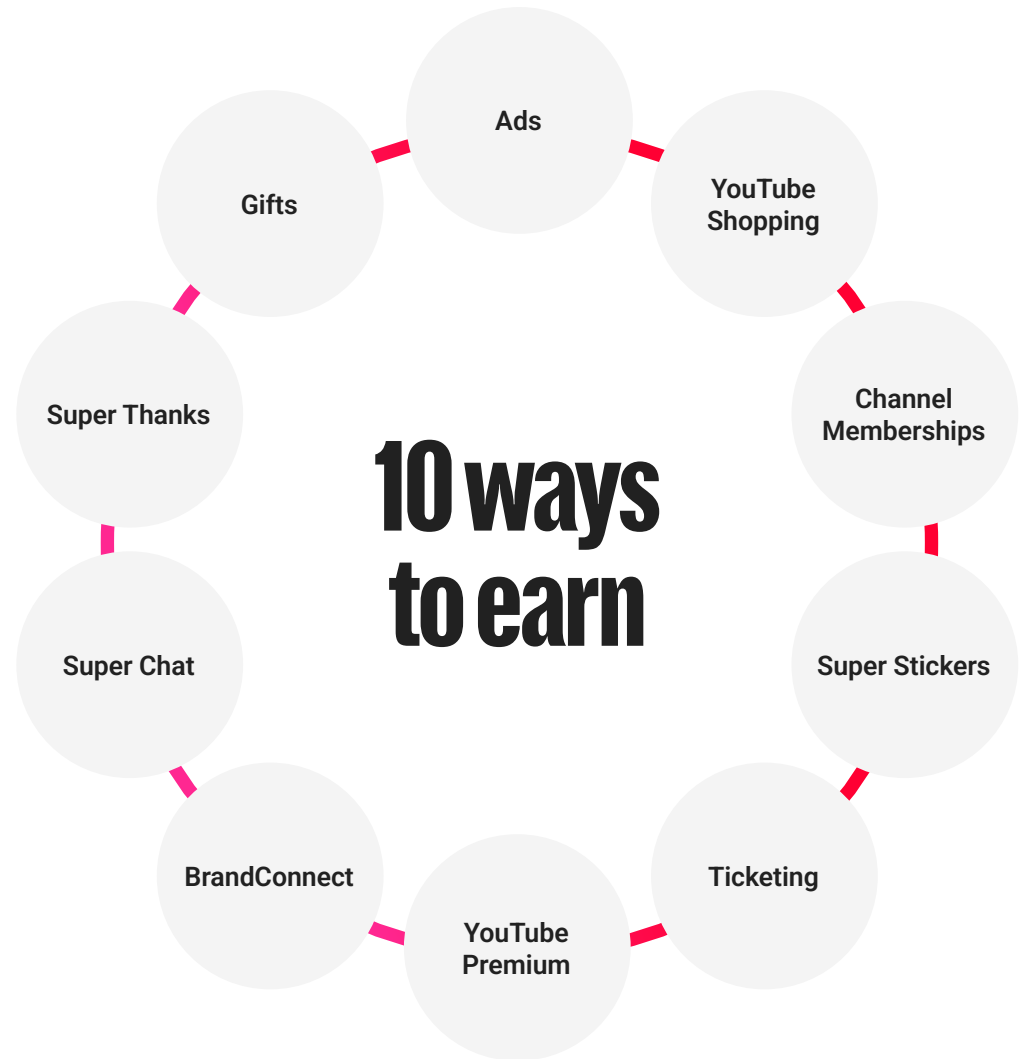 Ads
YouTube
Shopping
Channel
Memberships
Super Stickers
Ticketing
YouTube
Premium
BrandConnect
Super Chat
Super Thanks
Gifts
10 ways
to earn